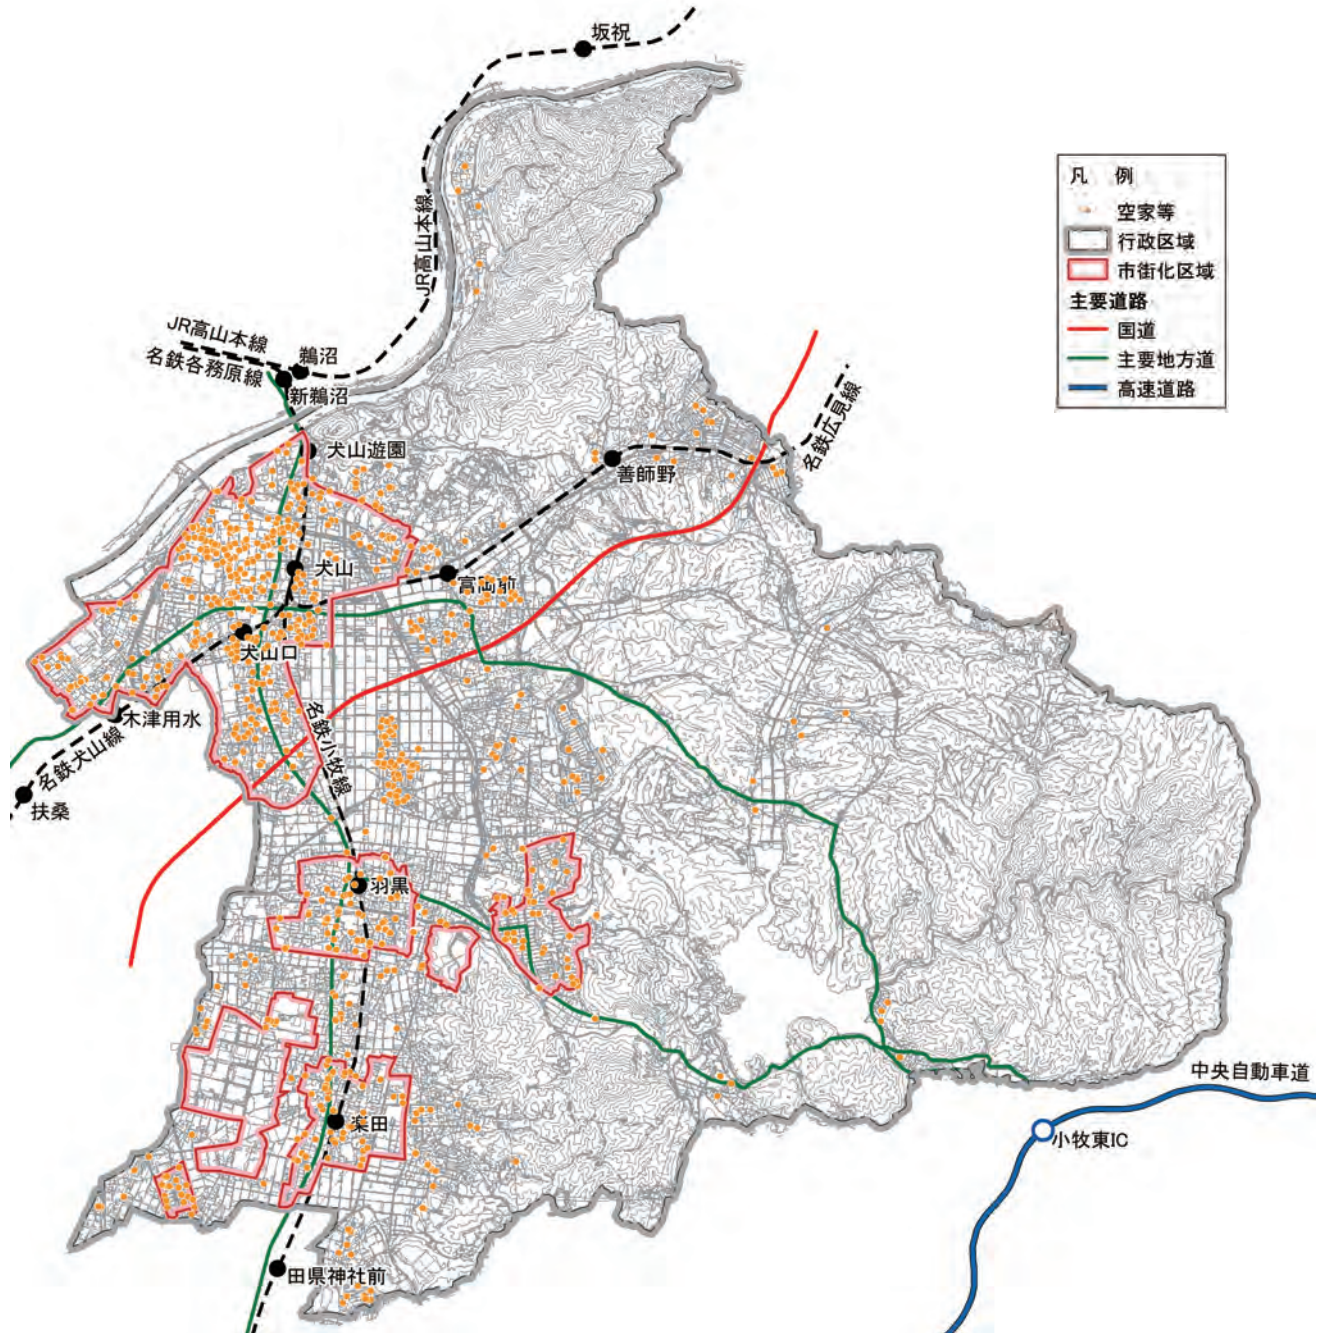 坂祝
JR高山本線
凡　例
空家等
行政区域
市街化区域
主要道路
国道
主要地方道
高速道路
JR高山本線
名鉄各務原線
鵜沼
新鵜沼
犬山遊園
名鉄広見線
善師野
犬山
富岡前
犬山口
木津用水
名鉄犬山線
名鉄小牧線
扶桑
羽黒
中央自動車道
楽田
小牧東IC
田県神社前